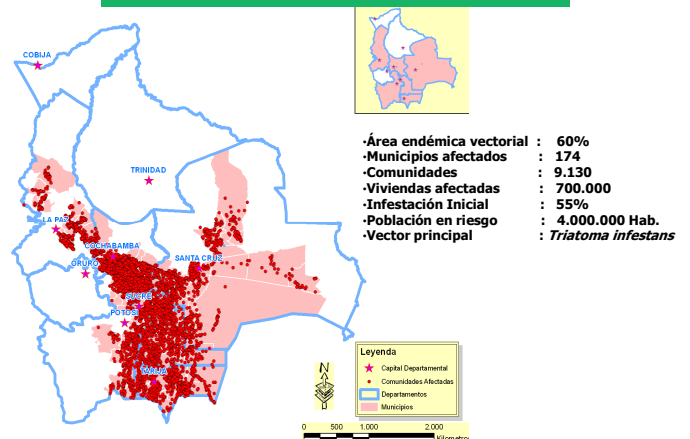 COBIJA
TRINIDAD
LA PAZ
COCHABAMBA
ORURO
SANTA CRUZ
SUCRE
POTOSI
TARIJA
·Área endémica vectorial : 60%
·Municipios afectados : 174
·Comunidades : 9.130
·Viviendas afectadas : 700.000
·Infestación Inicial : 55%
·Población en riesgo : 4.000.000 Hab.
·Vector principal : Triatoma infestans
Leyenda
Capital Departamental
Comunidades Afectadas
Departamentos
Municipios
N
0 500 1.000 2.000